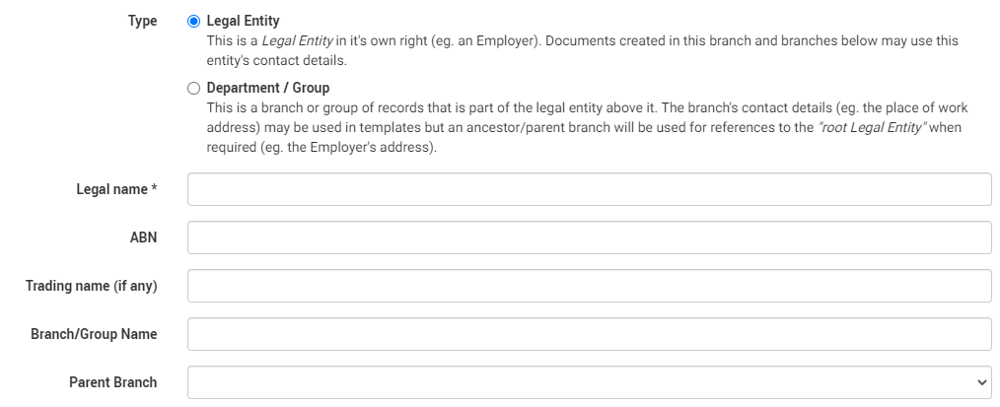 Type
Legal Entity
This is a Legal Entity in it's own right (eg. an Employer). Documents created in this branch and branches below may use this
entity's contact details.
Department / Group
This is a branch or group of records that is part of the legal entity above it. The branch's contact details (eg. the place of work
address) may be used in templates but an ancestor/parent branch will be used for references to the "root Legal Entity" when
required (eg. the Employer's address).
Legal name *
ABN
Trading name (if any)
Branch/Group Name
Parent Branch